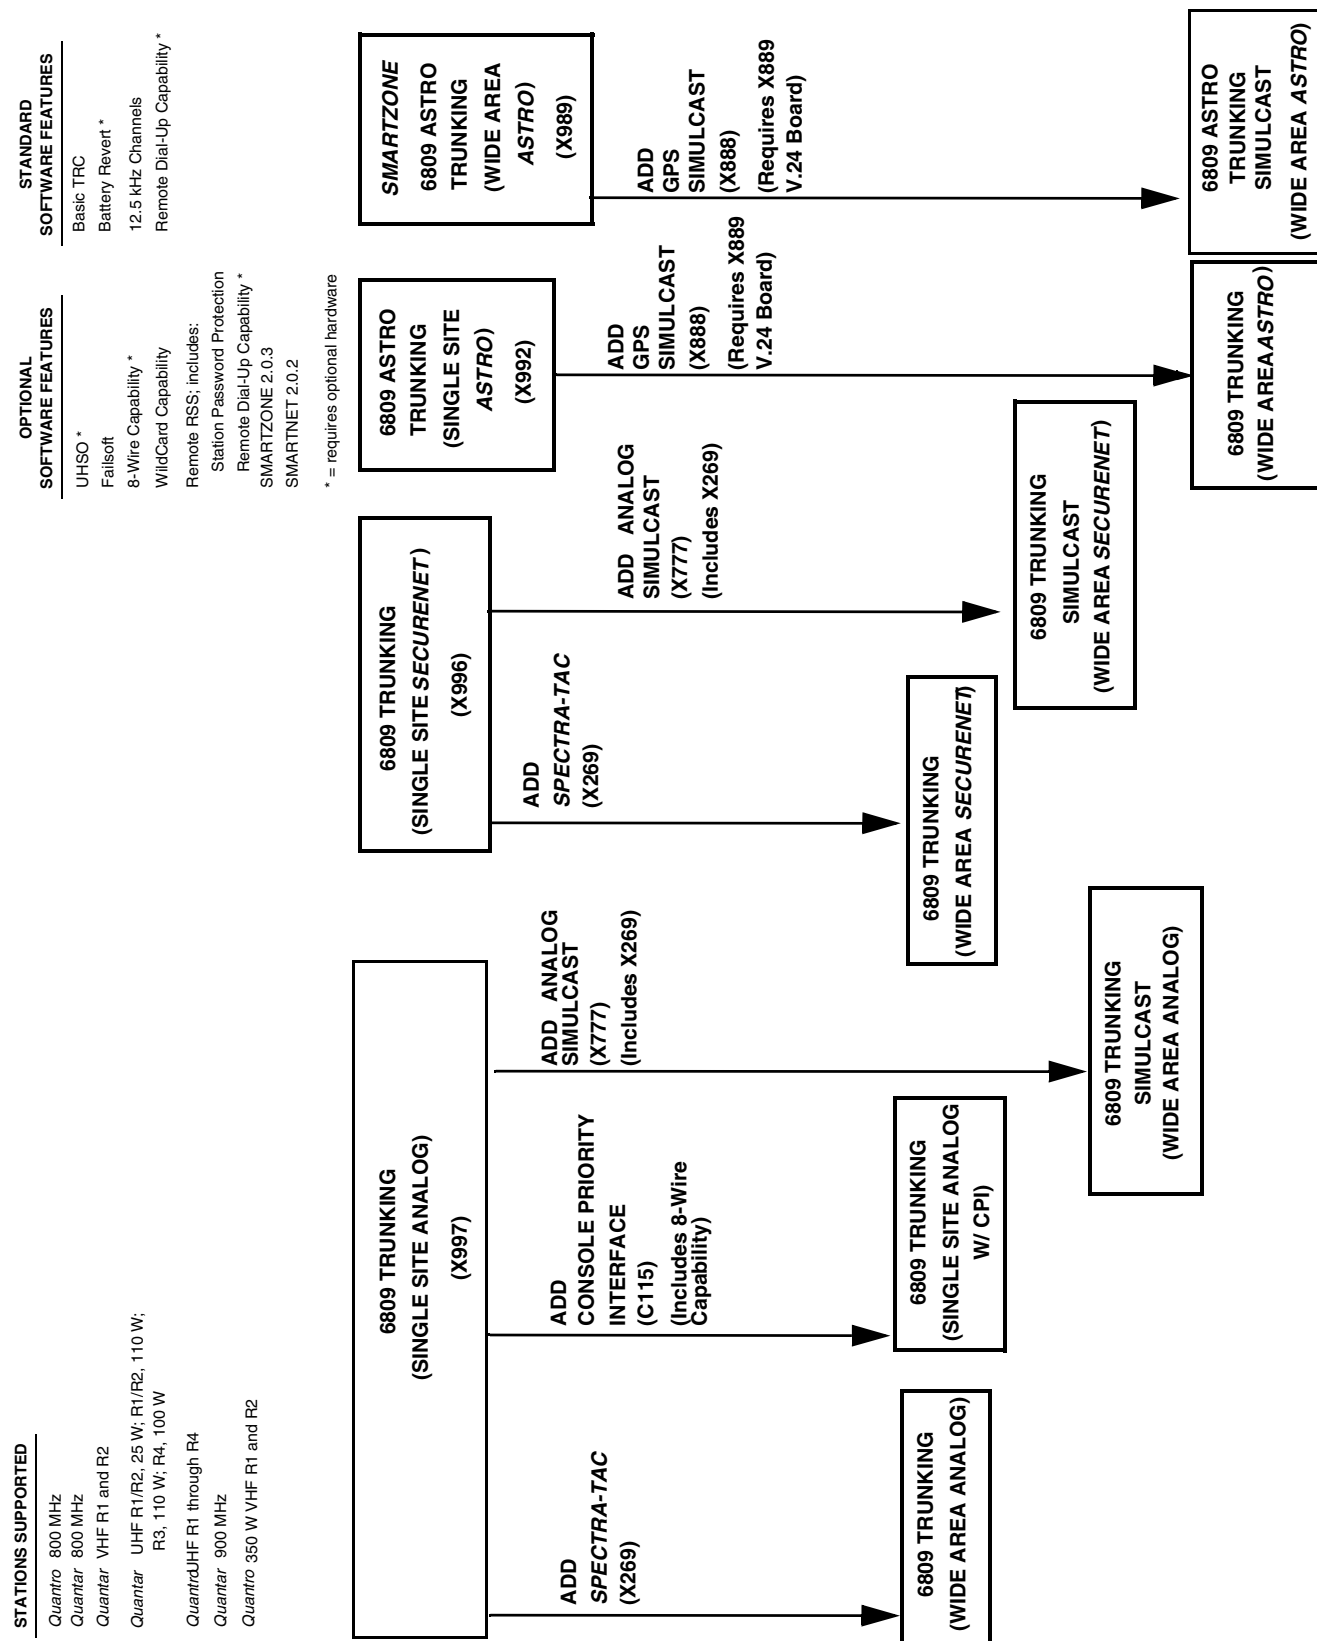 STATIONS SUPPORTED
Quantro 800 MHz
Quantar 800 MHz
Quantar VHF R1 and R2
Quantar UHF R1/R2, 25 W; R1/R2, 110 W;
R3, 110 W; R4, 100 W
QuantroUHF R1 through R4
Quantar 900 MHz
Quantro 350 W VHF R1 and R2
OPTIONAL
SOFTWARE FEATURES
UHSO *
Failsoft
8-Wire Capability *
WildCard Capability
Remote RSS; includes:
Station Password Protection
Remote Dial-Up Capability *
SMARTZONE 2.0.3
SMARTNET 2.0.2
* = requires optional hardware
STANDARD
SOFTWARE FEATURES
Basic TRC
Battery Revert *
12.5 kHz Channels
Remote Dial-Up Capability *
6809 TRUNKING
(SINGLE SITE ANALOG)
(X997)
ADD
SPECTRA-TAC
(X269)
6809 TRUNKING
(WIDE AREA ANALOG)
ADD
CONSOLE PRIORITY
INTERFACE
(C115)
(Includes 8-Wire
Capability)
6809 TRUNKING
(SINGLE SITE ANALOG
W/ CPI)
ADD ANALOG
SIMULCAST
(X777)
(Includes X269)
6809 TRUNKING
SIMULCAST
(WIDE AREA ANALOG)
6809 TRUNKING
(SINGLE SITE SECURENET)
(X996)
ADD
SPECTRA-TAC
(X269)
6809 TRUNKING
(WIDE AREA SECURENET)
ADD ANALOG
SIMULCAST
(X777)
(Includes X269)
6809 TRUNKING
SIMULCAST
(WIDE AREA SECURENET)
6809 ASTRO
TRUNKING
(SINGLE SITE
ASTRO)
(X992)
ADD
GPS
SIMULCAST
(X888)
(Requires X889
V.24 Board)
6809 TRUNKING
(WIDE AREA ASTRO)
SMARTZONE
6809 ASTRO
TRUNKING
(WIDE AREA
ASTRO)
(X989)
ADD
GPS
SIMULCAST
(X888)
(Requires X889
V.24 Board)
6809 ASTRO
TRUNKING
SIMULCAST
(WIDE AREA ASTRO)